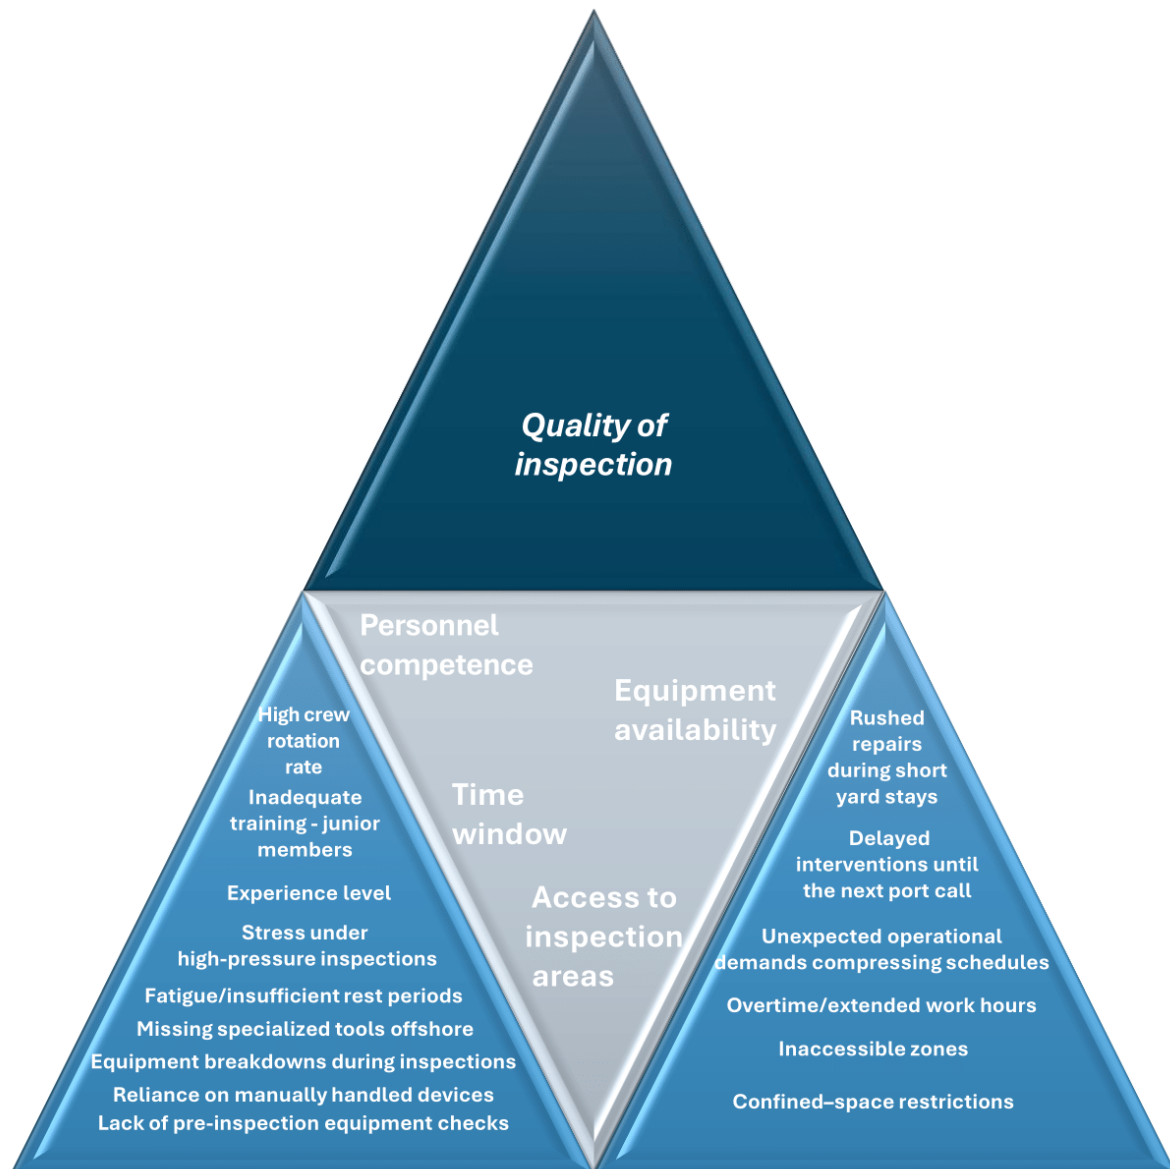 Quality of
inspection
Personnel
competence
Equipment
availability
Time
window
Access to
inspection
areas
High crew
rotation
rate
Inadequate
training - junior
members
Experience level
Stress under
high-pressure inspections
Fatigue/insufficient rest periods
Missing specialized tools offshore
Equipment breakdowns during inspections
Reliance on manually handled devices
Lack of pre-inspection equipment checks
Rushed
repairs
during short
yard stays
Delayed
interventions until
the next port call
Unexpected operational
demands compressing schedules
Overtime/extended work hours
Inaccessible zones
Confined–space restrictions